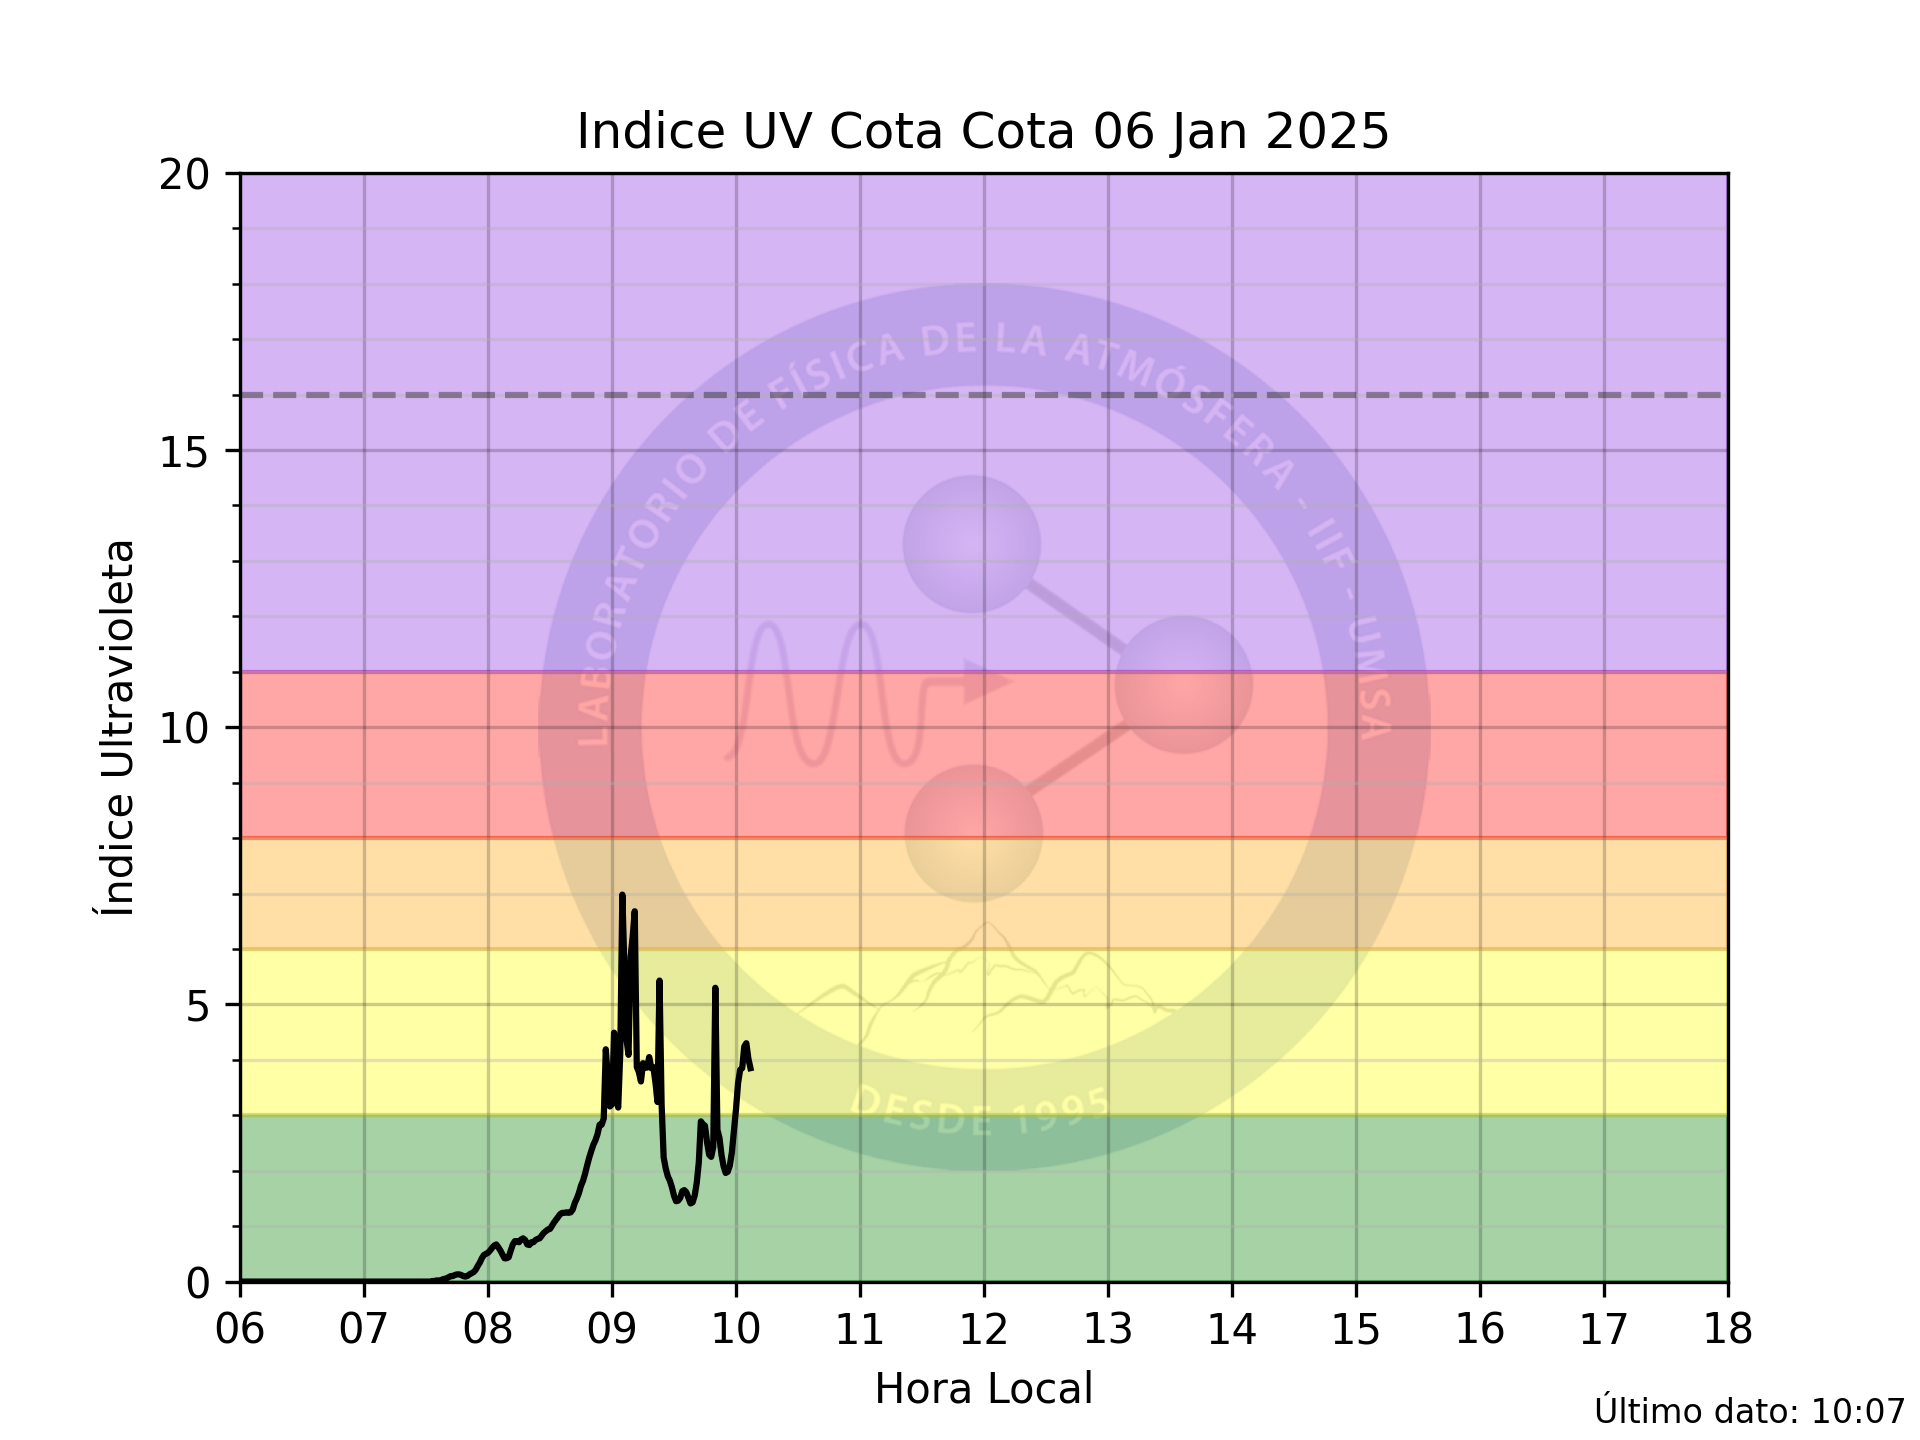 Indice UV Cota Cota 06 Jan 2025
20
15
10
5
0
Índice Ultravioleta
LABORATORIO DE FÍSICA DE LA ATMÓSFERA - IIF - UMSA
DESDE 1995
06 07 08 09 10 11 12 13 14 15 16 17 18
Hora Local
Último dato: 10:07